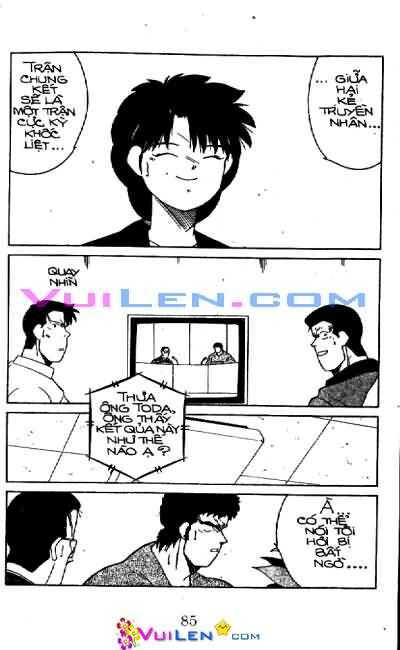 TRẬN
CHUNG
KẾT
SẼ LÀ
MỘT TRẬN
CỰC KỲ
KHỐC
LIỆT...
... GIỮA
HAI
KẺ
TRUYỀN
NHÂN...
QUAY
NHÌN
VuiLen.com
THƯA
ÔNG TODA,
ÔNG THẤY
KẾT QUẢ NÀY
NHƯ THẾ
NÀO Ạ ?
À...
CÓ THỂ
NÓI TÔI
HƠI BỊ
BẤT
NGỜ....
85
VuiLen.com